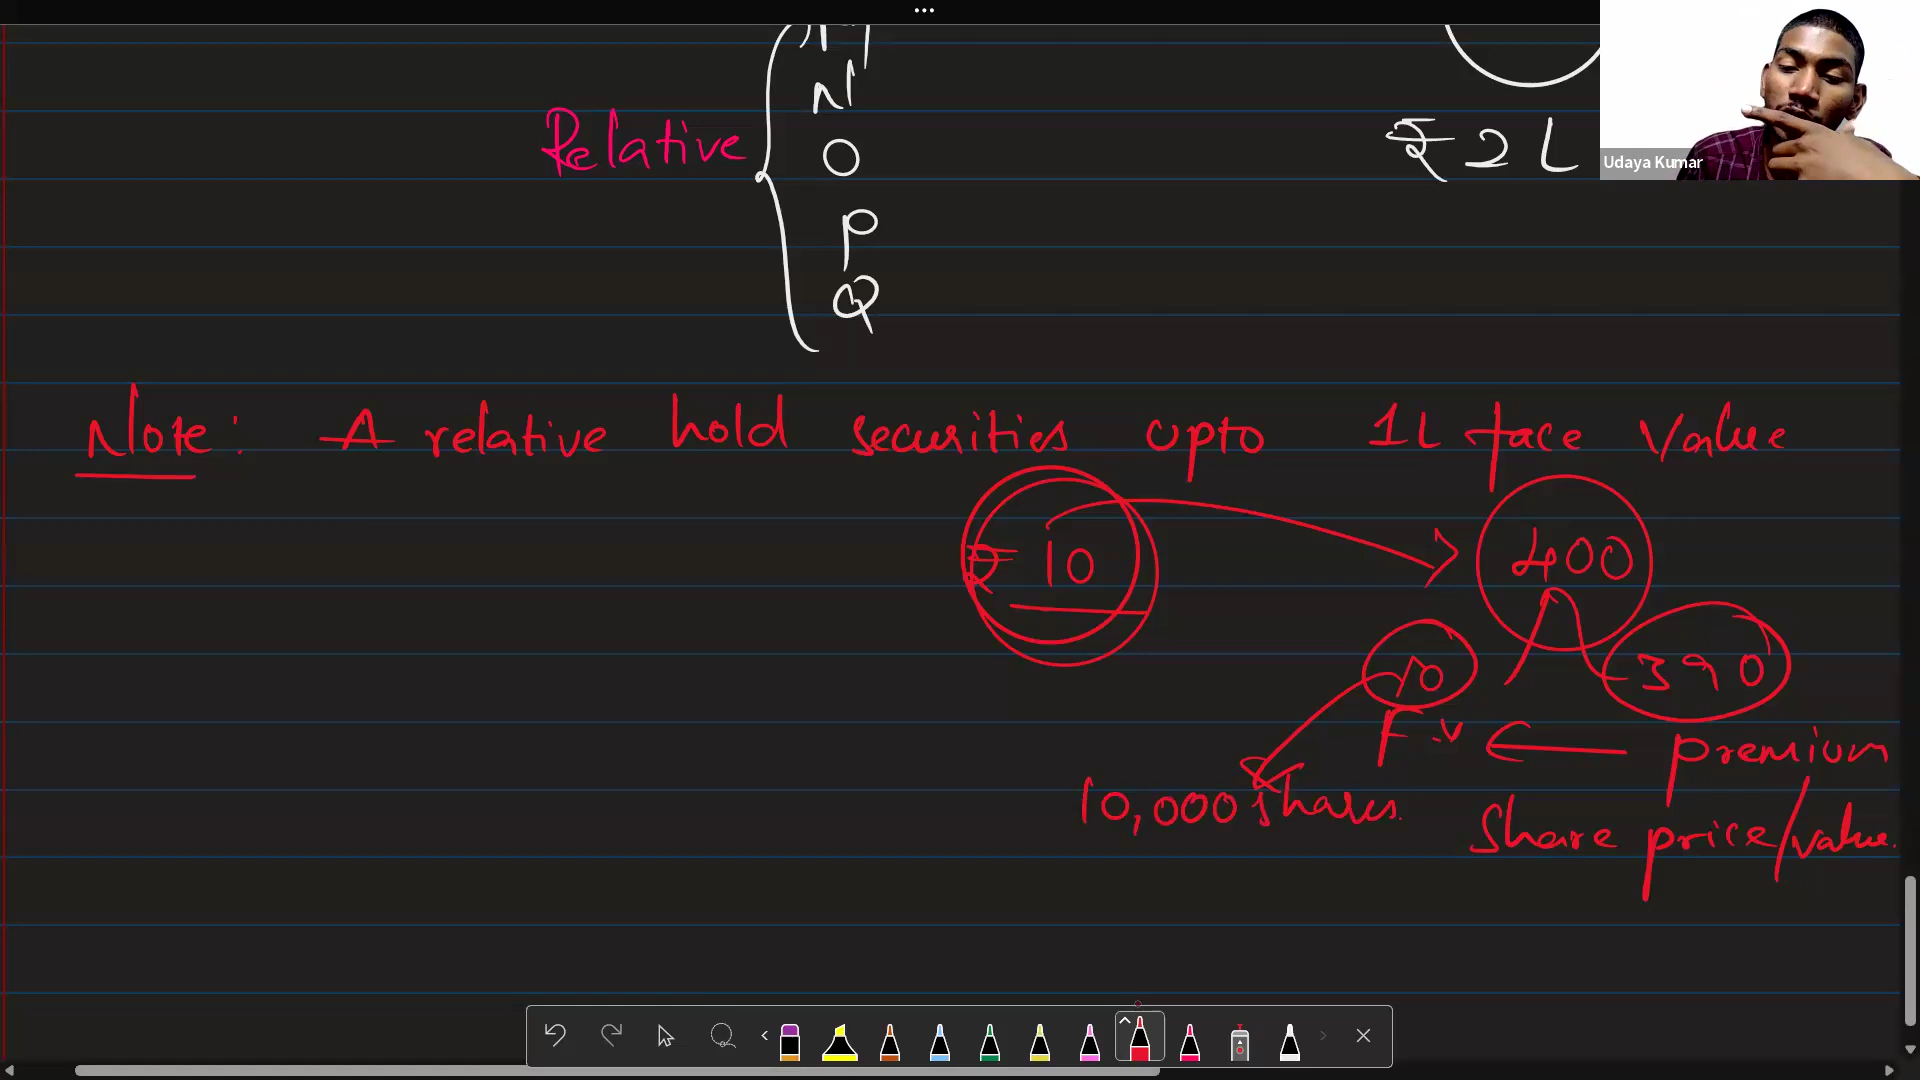 M
N
Relative
O
₹ 2 L
Udaya Kumar
P
Q
Note: A relative hold securities upto 1L face value
₹ 10
400
10
390
F.V
premium
10,000 shares.
Share price/value.